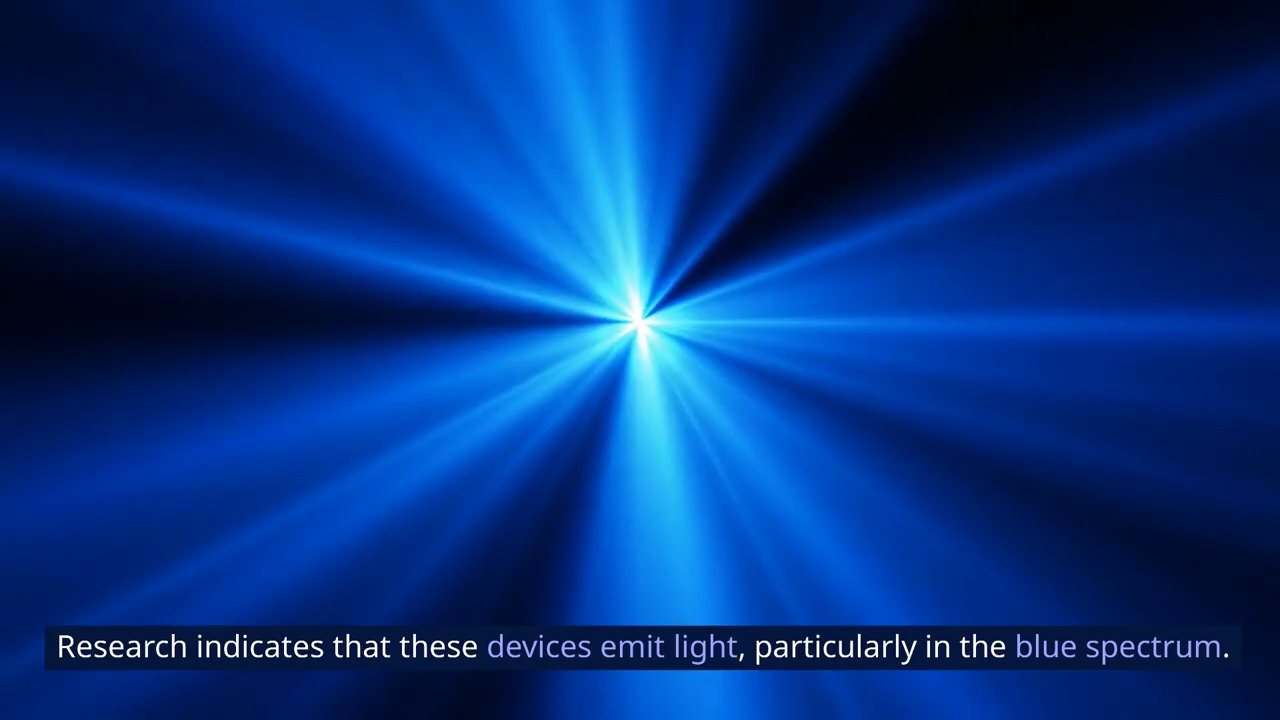 Research indicates that these devices emit light, particularly in the blue spectrum.